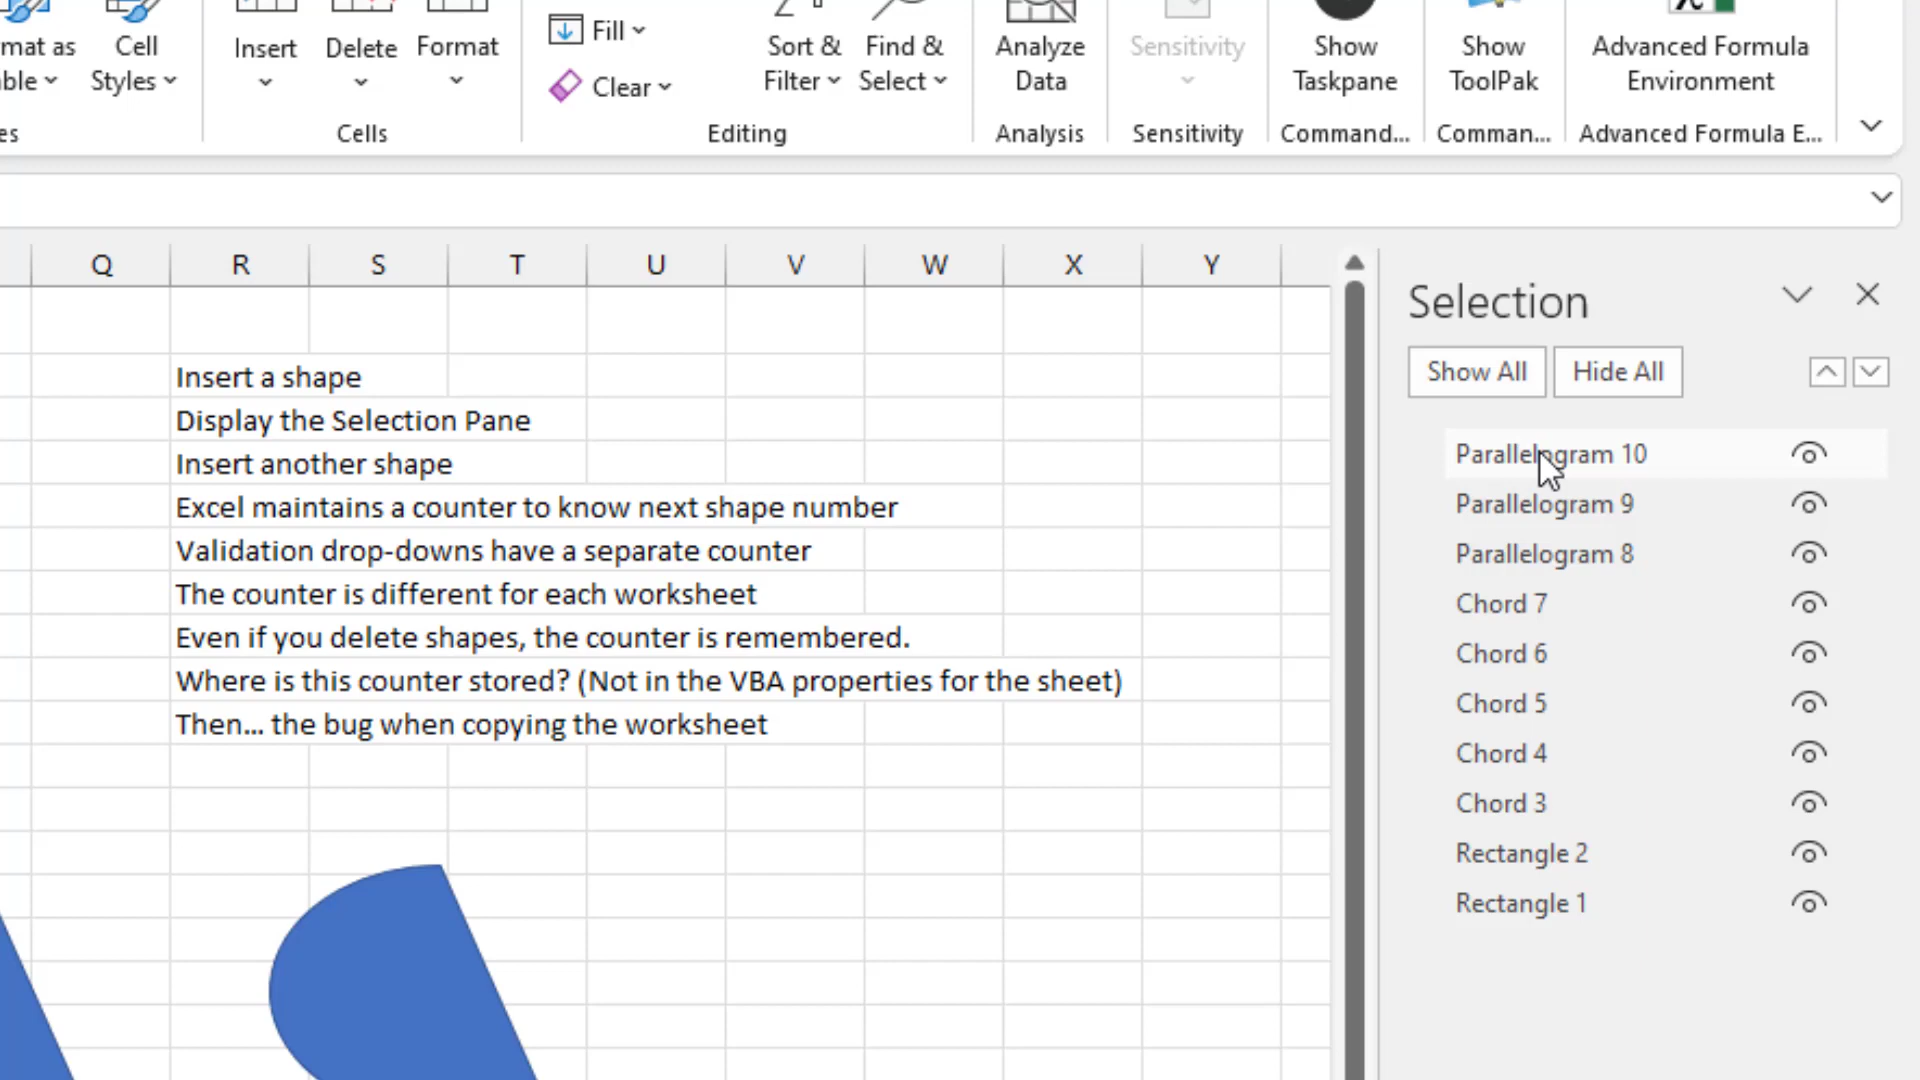 Fill
Sort &
Find &
Analyze
Sensitivity
Show
Show
Advanced Formula
mat as
Cell
Insert
Delete
Format
Clear
Filter
Select
Data
Taskpane
ToolPak
Environment
ble
Styles
es
Cells
Editing
Analysis
Sensitivity
Command...
Comman...
Advanced Formula E...
Q R S T U V W X Y
Insert a shape
Display the Selection Pane
Insert another shape
Excel maintains a counter to know next shape number
Validation drop-downs have a separate counter
The counter is different for each worksheet
Even if you delete shapes, the counter is remembered.
Where is this counter stored? (Not in the VBA properties for the sheet)
Then... the bug when copying the worksheet
Selection
Show All
Hide All
Parallelogram 10
Parallelogram 9
Parallelogram 8
Chord 7
Chord 6
Chord 5
Chord 4
Chord 3
Rectangle 2
Rectangle 1